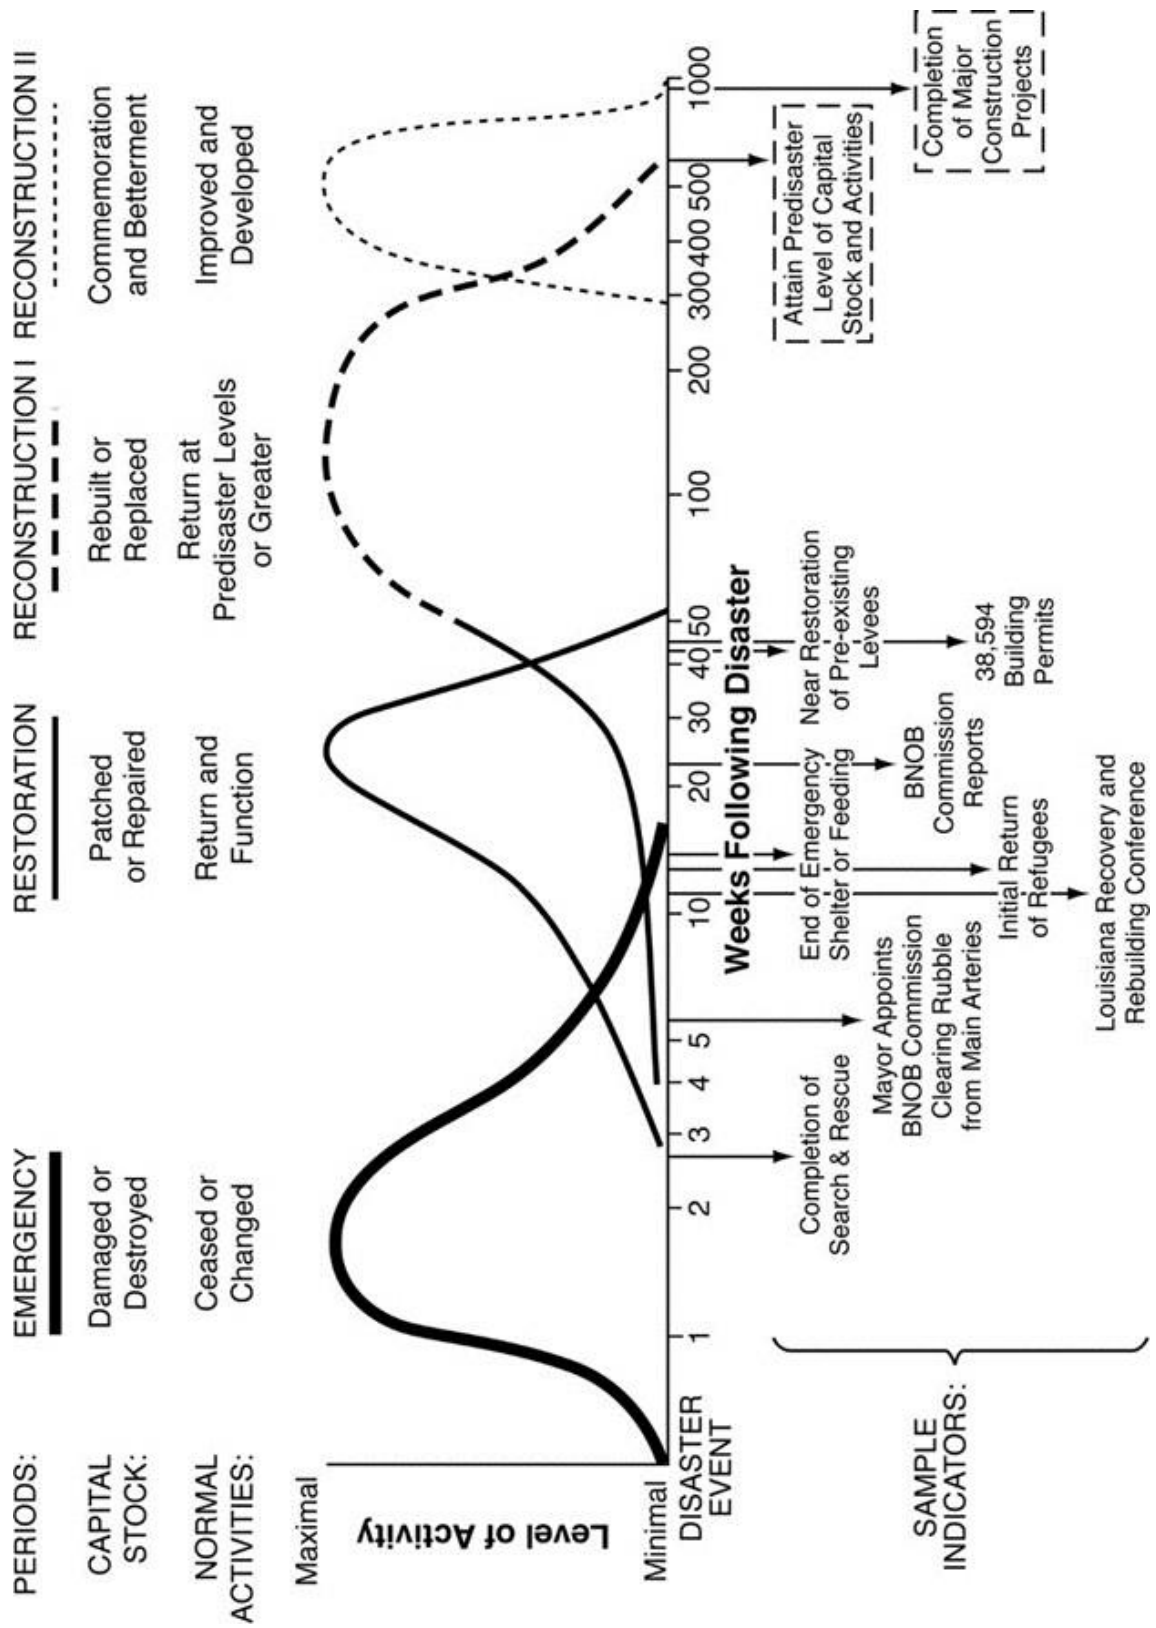 PERIODS:
EMERGENCY
RESTORATION
RECONSTRUCTION I
RECONSTRUCTION II
CAPITAL
STOCK:
Damaged or
Destroyed
Patched
or Repaired
Rebuilt or
Replaced
Commemoration
and Betterment
NORMAL
ACTIVITIES:
Ceased or
Changed
Return and
Function
Return at
Predisaster Levels
or Greater
Improved and
Developed
Maximal
Level of Activity
Minimal
DISASTER
EVENT
1
2
3
4
5
10
20
30
40
50
100
200
300
400
500
1000
Weeks Following Disaster
SAMPLE
INDICATORS:
Completion of
Search & Rescue
Mayor Appoints
BNOB Commission
Clearing Rubble
from Main Arteries
End of Emergency
Shelter or Feeding
Initial Return
of Refugees
Louisiana Recovery and
Rebuilding Conference
BNOB
Commission
Reports
Near Restoration
of Pre-existing
Levees
38,594
Building
Permits
Attain Predisaster
Level of Capital
Stock and Activities
Completion
of Major
Construction
Projects